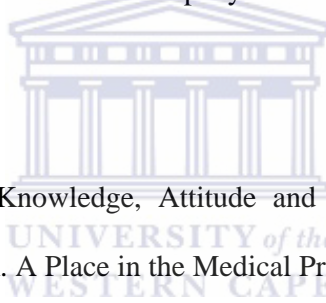 Knowledge, Attitude and
UNIVERSITY of the
. A Place in the Medical Pr
WESTERN CAPE